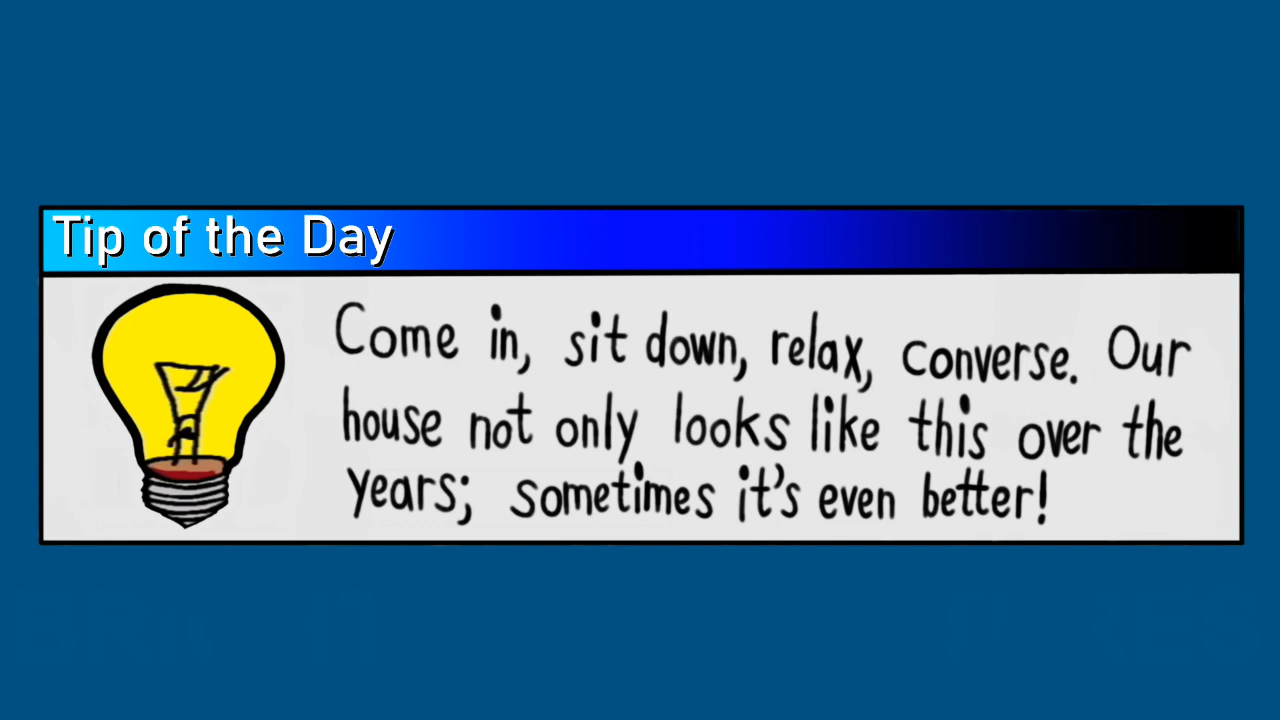 Tip of the Day
Come in, sit down, relax, converse. Our
house not only looks like this over the
years; sometimes it's even better!